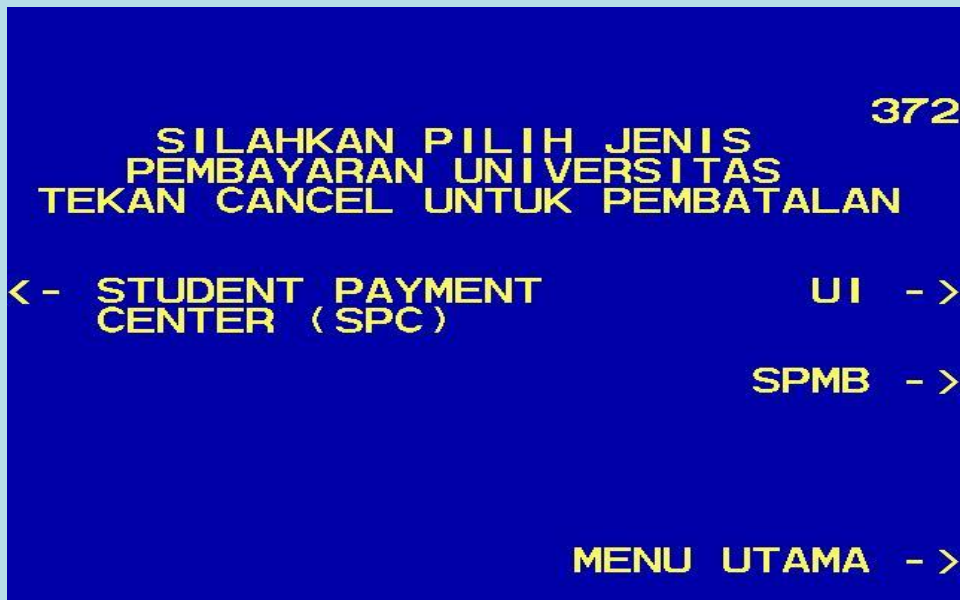 372
SILAHKAN PILIH JENIS
PEMBAYARAN UNIVERSITAS
TEKAN CANCEL UNTUK PEMBATALAN
<- STUDENT PAYMENT UI ->
CENTER (SPC)
SPMB ->
MENU UTAMA ->